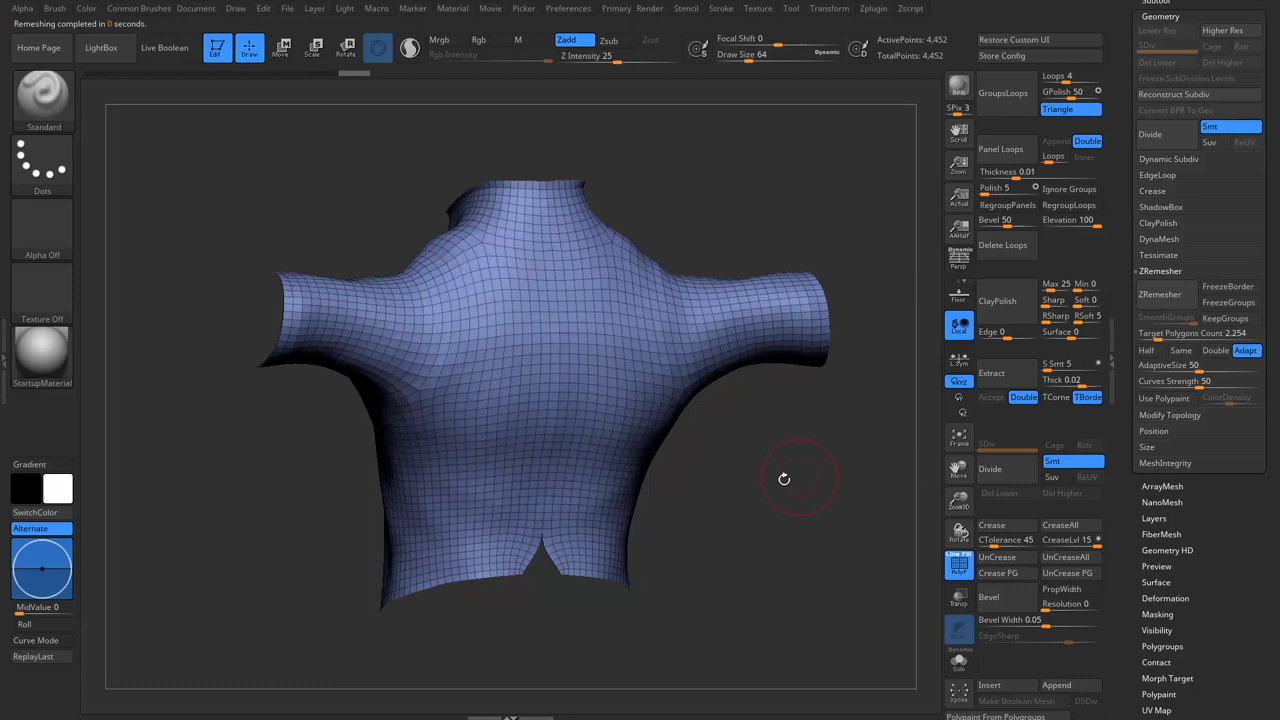 Alpha Brush Color Common Brushes Document Draw Edit File Layer Light Macro Marker Material Movie Picker Preferences Primary Render Stencil Stroke Texture Tool Transform Zplugin Zscript
Remeshing completed in 0 seconds.
Home Page LightBox Live Boolean Edit Draw Move Scale Rotate
Mrgb Rgb M Zadd Zsub Zcut
Rgb Intensity Z Intensity 25
Focal Shift 0
Draw Size 64 Dynamic
ActivePoints: 4,452
TotalPoints: 4,452
Restore Custom UI
Store Config
Standard
Dots
Alpha Off
Texture Off
StartupMaterial
Gradient
SwitchColor
Alternate
MidValue 0
Roll
Curve Mode
ReplayLast
BPR
SPix 3
Scroll
Zoom
Actual
AAHalf
Dynamic
Persp
Floor
Local
L.Sym
Frame
Move
Zoom3D
Rotate
Line Fill
PolyF
Transp
Dynamic
Solo
Xpose
GroupsLoops
Loops 4
GPolish 50
Triangle
Panel Loops
Append Double
Loops Inner
Thickness 0.01
Polish 5 Ignore Groups
RegroupPanels RegroupLoops
Bevel 50 Elevation 100
Delete Loops
ClayPolish
Max 25 Min 0
Sharp Soft 0
RSharp RSoft 5
Edge 0 Surface 0
Extract
S Smt 5
Thick 0.02
Accept Double TCorne TBorde
SDiv Cage Rstr
Divide Smt
Suv ReUV
Del Lower Del Higher
Crease CreaseAll
CTolerance 45 CreaseLvl 15
UnCrease UnCreaseAll
Crease PG UnCrease PG
Bevel
PropWidth
Resolution 0
Bevel Width 0.05
EdgeSharp
Insert Append
Make Boolean Mesh DSDiv
Polypaint From Polygroups
Subtool
Geometry
Lower Res Higher Res
SDiv Cage Rstr
Del Lower Del Higher
Freeze SubDivision Levels
Reconstruct Subdiv
Convert BPR To Geo
Divide Smt
Suv ReUV
Dynamic Subdiv
EdgeLoop
Crease
ShadowBox
ClayPolish
DynaMesh
Tessimate
ZRemesher
ZRemesher FreezeBorder
FreezeGroups
SmoothGroups KeepGroups
Target Polygons Count 2.254
Half Same Double Adapt
AdaptiveSize 50
Curves Strength 50
Use Polypaint ColorDensity
Modify Topology
Position
Size
MeshIntegrity
ArrayMesh
NanoMesh
Layers
FiberMesh
Geometry HD
Preview
Surface
Deformation
Masking
Visibility
Polygroups
Contact
Morph Target
Polypaint
UV Map